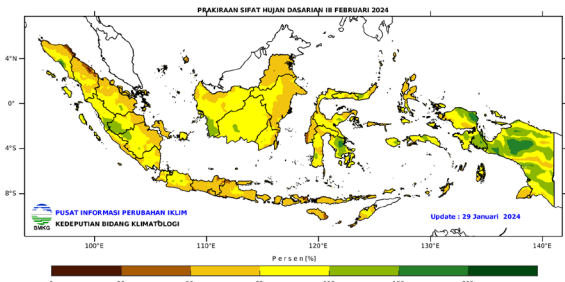 PRAKIRAAN SIFAT HUJAN DASARIAN III FEBRUARI 2024
4°N
0°
4°S
8°S
PUSAT INFORMASI PERUBAHAN IKLIM
KEDEPUTIAN BIDANG KLIMATOLOGI
BMKG
Update : 29 Januari 2024
100°E
110°E
120°E
130°E
140°E
Persen[%]